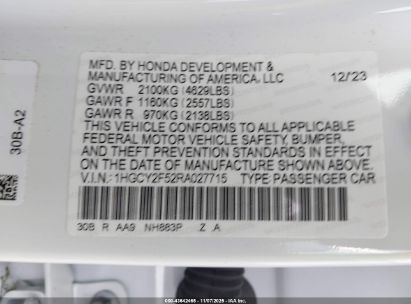 MFD. BY HONDA DEVELOPMENT &
MANUFACTURING OF AMERICA, LLC 12/23
GVWR 2100KG (4629LBS)
GAWR F 1160KG (2557LBS)
GAWR R 970KG (2138LBS)
THIS VEHICLE CONFORMS TO ALL APPLICABLE
FEDERAL MOTOR VEHICLE SAFETY, BUMPER,
AND THEFT PREVENTION STANDARDS IN EFFECT
ON THE DATE OF MANUFACTURE SHOWN ABOVE.
V.I.N.: 1HGCY2F52RA027715 TYPE PASSENGER CAR
30B R AA9 NH883P Z A
30B-A2